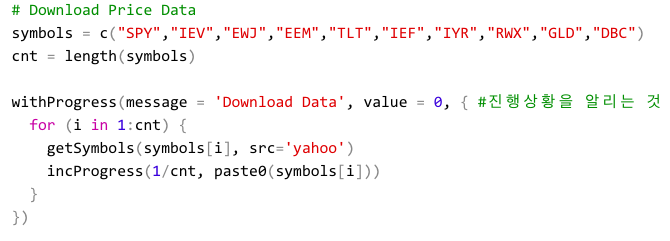 # Download Price Data
symbols = c("SPY","IEV","EWJ","EEM","TLT","IEF","IYR","RWX","GLD","DBC")
cnt = length(symbols)
withProgress(message = 'Download Data', value = 0, { #진행상황을 알리는 것
for (i in 1:cnt) {
getSymbols(symbols[i], src='yahoo')
incProgress(1/cnt, paste0(symbols[i]))
}
})